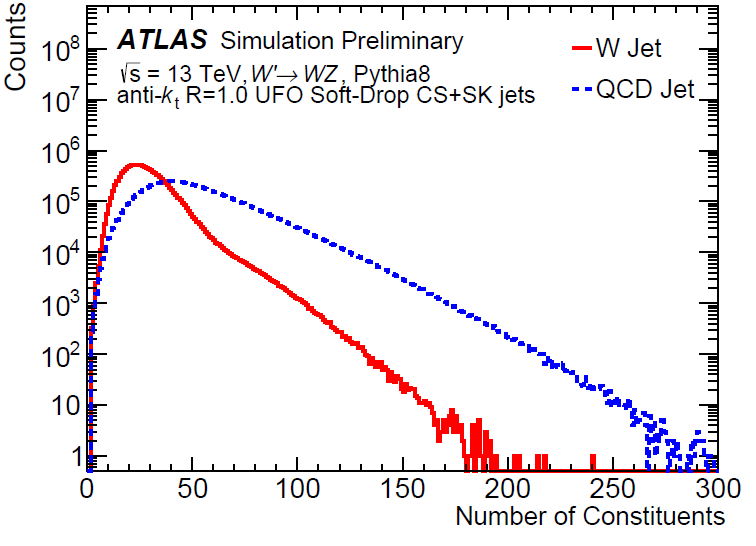 Counts
10⁸
10⁷
10⁶
10⁵
10⁴
10³
10²
10
1
ATLAS Simulation Preliminary
√s = 13 TeV, W'→ WZ, Pythia8
anti-kₜ R=1.0 UFO Soft-Drop CS+SK jets
W Jet
QCD Jet
0 50 100 150 200 250 300
Number of Constituents